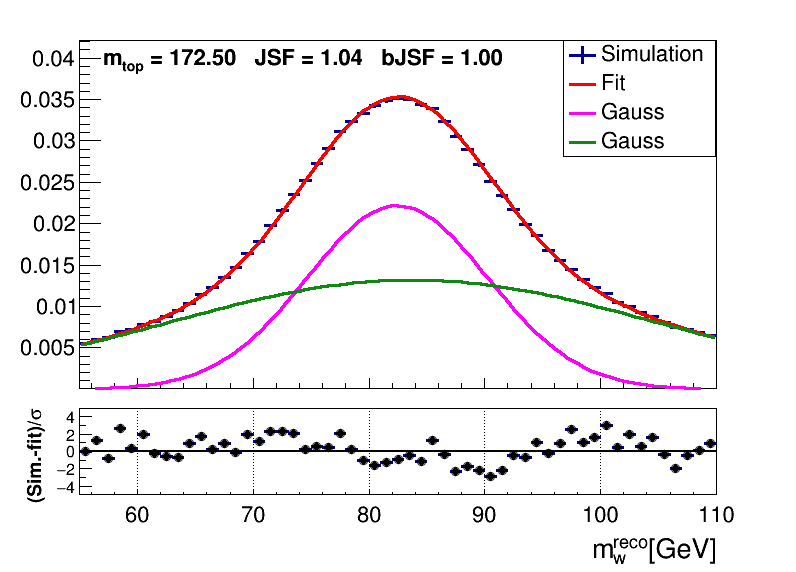 m_top = 172.50 JSF = 1.04 bJSF = 1.00
Simulation
Fit
Gauss
Gauss
0.04
0.035
0.03
0.025
0.02
0.015
0.01
0.005
(Sim.-fit)/σ
4
2
0
−2
−4
60 70 80 90 100 110
m_w^reco[GeV]